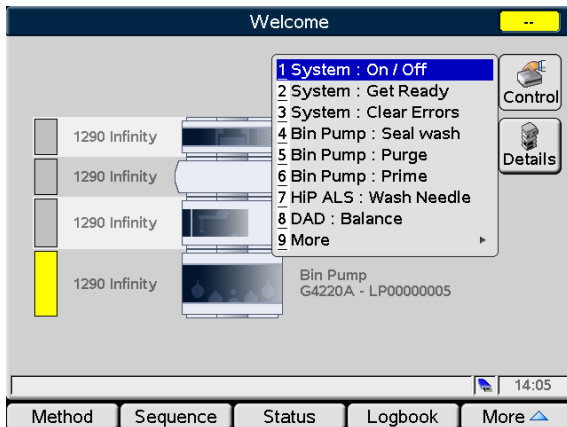 Welcome
--
1 System : On / Off
2 System : Get Ready
3 System : Clear Errors
4 Bin Pump : Seal wash
5 Bin Pump : Purge
6 Bin Pump : Prime
7 HiP ALS : Wash Needle
8 DAD : Balance
9 More
Control
Details
1290 Infinity
1290 Infinity
1290 Infinity
1290 Infinity
Bin Pump
G4220A - LP00000005
14:05
Method Sequence Status Logbook More